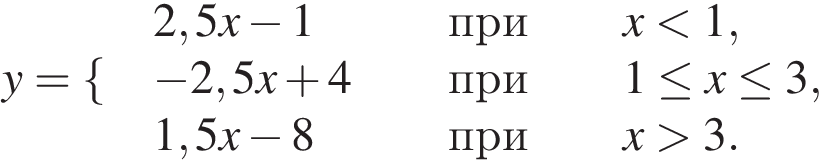 2,5x − 1 при x < 1,
y = { −2,5x + 4 при 1 ≤ x ≤ 3,
1,5x − 8 при x > 3.